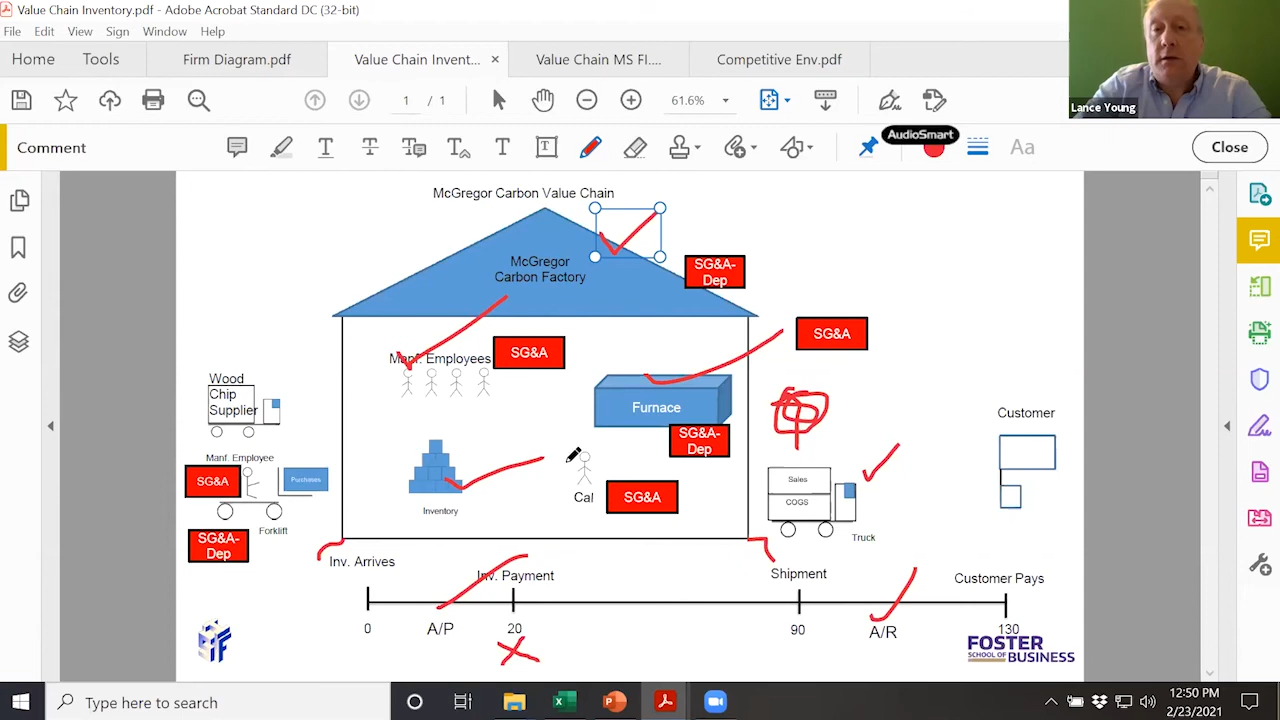 Value Chain Inventory.pdf - Adobe Acrobat Standard DC (32-bit)
File Edit View Sign Window Help
Home Tools Firm Diagram.pdf Value Chain Invent... × Value Chain MS FI.... Competitive Env.pdf
1 / 1 61.6%
Lance Young
AudioSmart
Comment
Aa
Close
McGregor Carbon Value Chain
McGregor
Carbon Factory
SG&A-
Dep
SG&A
Manf. Employees
SG&A
Wood
Chip
Supplier
Furnace
SG&A-
Dep
Customer
Manf. Employee
SG&A
Purchases
Forklift
SG&A-
Dep
Inventory
Cal
SG&A
Sales
COGS
Truck
Inv. Arrives
Inv. Payment
Shipment
Customer Pays
0
A/P
20
90
A/R
130
FOSTER
SCHOOL OF BUSINESS
Type here to search
12:50 PM
2/23/2021